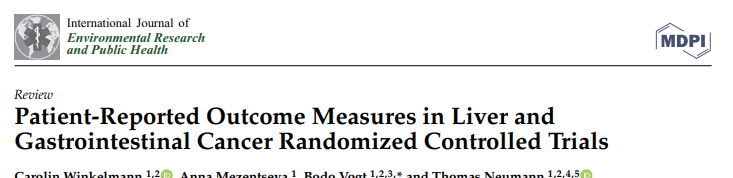 International Journal of
Environmental Research
and Public Health
MDPI
Review
Patient-Reported Outcome Measures in Liver and
Gastrointestinal Cancer Randomized Controlled Trials
Carolin Winkelmann 1,2 iD, Anna Mezentseva 1, Bodo Vogt 1,2,3,* and Thomas Neumann 1,2,4,5 iD